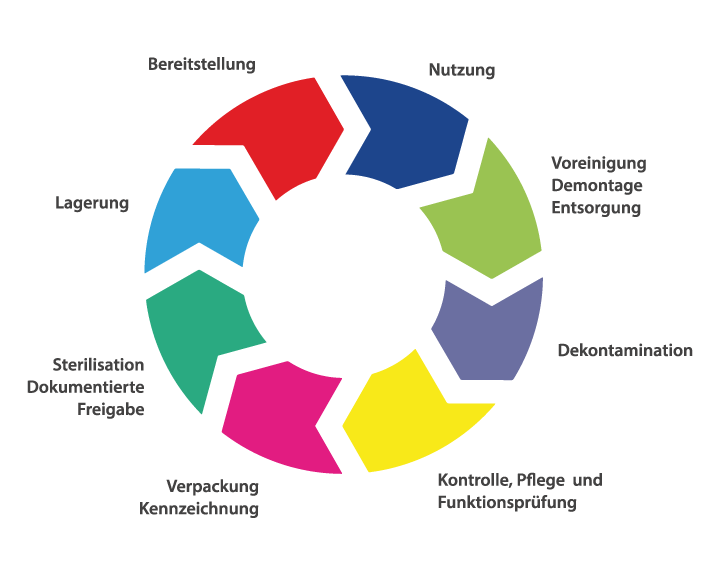 Bereitstellung
Nutzung
Voreinigung
Demontage
Entsorgung
Dekontamination
Kontrolle, Pflege und
Funktionsprüfung
Verpackung
Kennzeichnung
Sterilisation
Dokumentierte
Freigabe
Lagerung